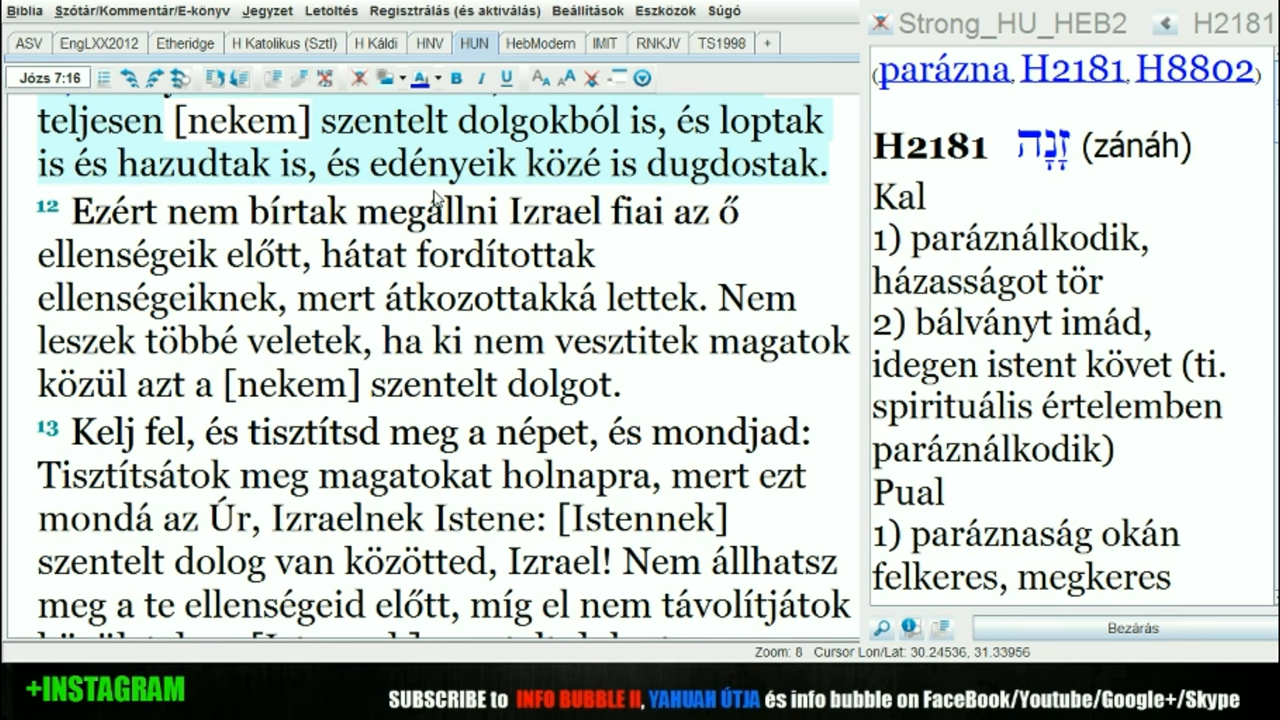 Biblia Szótár/Kommentár/E-könyv Jegyzet Letöltés Regisztrálás (és aktiválás) Beállítások Eszközök Súgó
ASV EngLXX2012 Etheridge H Katolikus (Sztl) H Káldi HNV HUN HebModern IMIT RNKJV TS1998 +
Józs 7:16
teljesen [nekem] szentelt dolgokból is, és loptak
is és hazudtak is, és edényeik közé is dugdostak.
12 Ezért nem bírtak megállni Izrael fiai az ő
ellenségeik előtt, hátat fordítottak
ellenségeiknek, mert átkozottakká lettek. Nem
leszek többé veletek, ha ki nem vesztitek magatok
közül azt a [nekem] szentelt dolgot.
13 Kelj fel, és tisztítsd meg a népet, és mondjad:
Tisztítsátok meg magatokat holnapra, mert ezt
mondá az Úr, Izraelnek Istene: [Istennek]
szentelt dolog van közötted, Izrael! Nem állhatsz
meg a te ellenségeid előtt, míg el nem távolítjátok
Strong_HU_HEB2 H2181
(parázna, H2181, H8802)
H2181 זָנָה (zánáh)
Kal
1) paráználkodik,
házasságot tör
2) bálványt imád,
idegen istent követ (ti.
spirituális értelemben
paráználkodik)
Pual
1) paráznaság okán
felkeres, megkeres
Bezárás
Zoom: 8 Cursor Lon/Lat: 30.24536, 31.33956
+INSTAGRAM
SUBSCRIBE to INFO BUBBLE II, YAHUAH ÚTJA és info bubble on FaceBook/Youtube/Google+/Skype